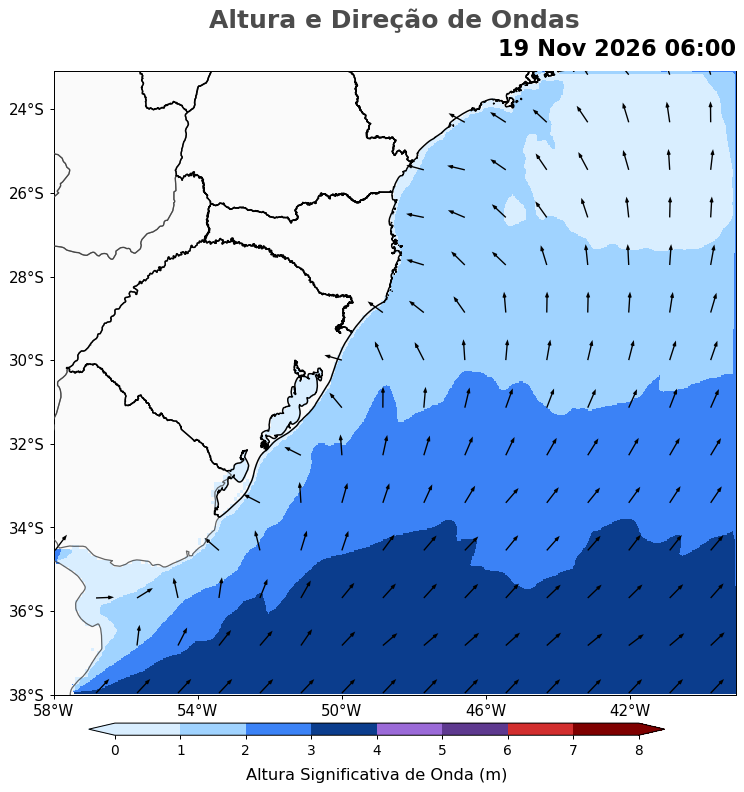 Altura e Direção de Ondas
19 Nov 2026 06:00
24°S
26°S
28°S
30°S
32°S
34°S
36°S
38°S
58°W 54°W 50°W 46°W 42°W
0 1 2 3 4 5 6 7 8
Altura Significativa de Onda (m)